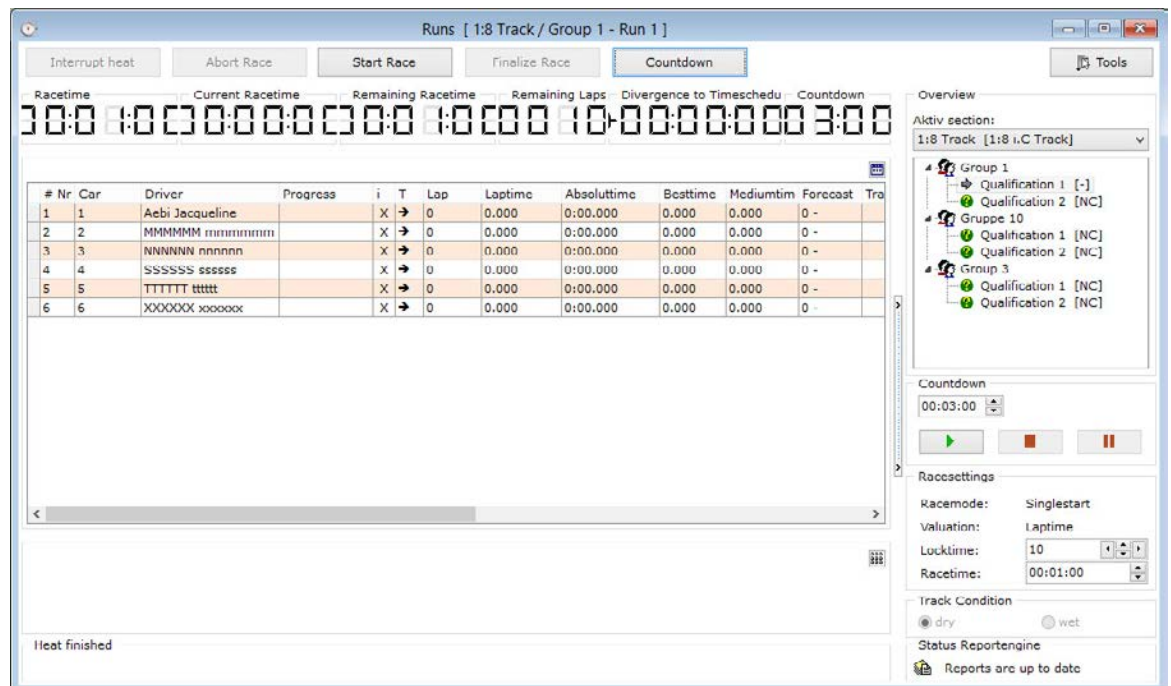 Runs [ 1:8 Track / Group 1 - Run 1 ]
Interrupt heat Abort Race Start Race Finalize Race Countdown Tools
Racetime Current Racetime Remaining Racetime Remaining Laps Divergence to Timeschedu Countdown
Overview
Aktiv section:
1:8 Track [1:8 I.C Track]
Group 1
Qualification 1 [-]
Qualification 2 [NC]
Gruppe 10
Qualification 1 [NC]
Qualification 2 [NC]
Group 3
Qualification 1 [NC]
Qualification 2 [NC]
# Nr Car Driver Progress i T Lap Laptime Absoluttime Besttime Mediumtim Forecast Tra
1 1 Aebi Jacqueline X → 0 0.000 0:00.000 0.000 0.000 0 -
2 2 MMMMMM mmmmmm X → 0 0.000 0:00.000 0.000 0.000 0 -
3 3 NNNNNN nnnnnn X → 0 0.000 0:00.000 0.000 0.000 0 -
4 4 SSSSSS ssssss X → 0 0.000 0:00.000 0.000 0.000 0 -
5 5 TTTTTT tttttt X → 0 0.000 0:00.000 0.000 0.000 0 -
6 6 XXXXXX xxxxxx X → 0 0.000 0:00.000 0.000 0.000 0 -
Countdown
00:03:00
Racesettings
Racemode: Singlestart
Valuation: Laptime
Locktime: 10
Racetime: 00:01:00
Track Condition
dry wet
Heat finished
Status Reportengine
Reports are up to date